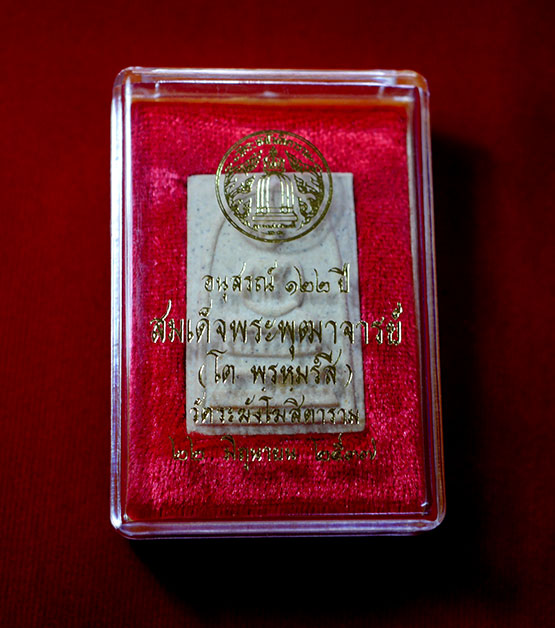 อนุสรณ์ ๑๒๒ ปี
สมเด็จพระพุฒาจารย์
(โต พรหมรังสี)
วัดระฆังโฆสิตาราม
๒๒ มิถุนายน ๒๕๓๗